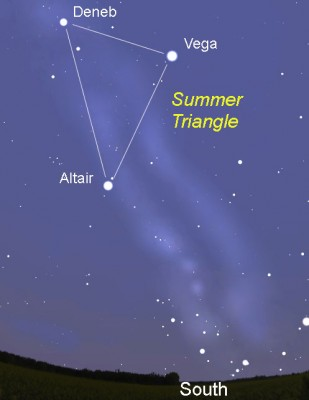 Deneb
Vega
Summer
Triangle
Altair
South